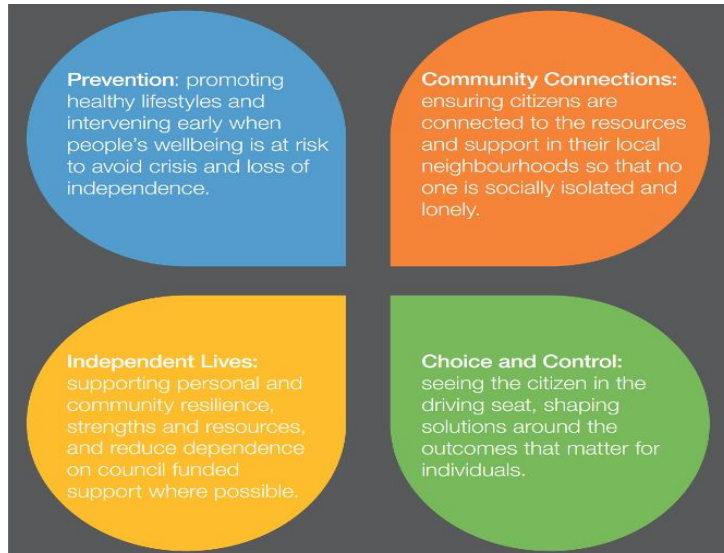 Prevention: promoting
healthy lifestyles and
intervening early when
people's wellbeing is at risk
to avoid crisis and loss of
independence.
Community Connections:
ensuring citizens are
connected to the resources
and support in their local
neighbourhoods so that no
one is socially isolated and
lonely.
Independent Lives:
supporting personal and
community resilience,
strengths and resources,
and reduce dependence
on council funded
support where possible.
Choice and Control:
seeing the citizen in the
driving seat, shaping
solutions around the
outcomes that matter for
individuals.